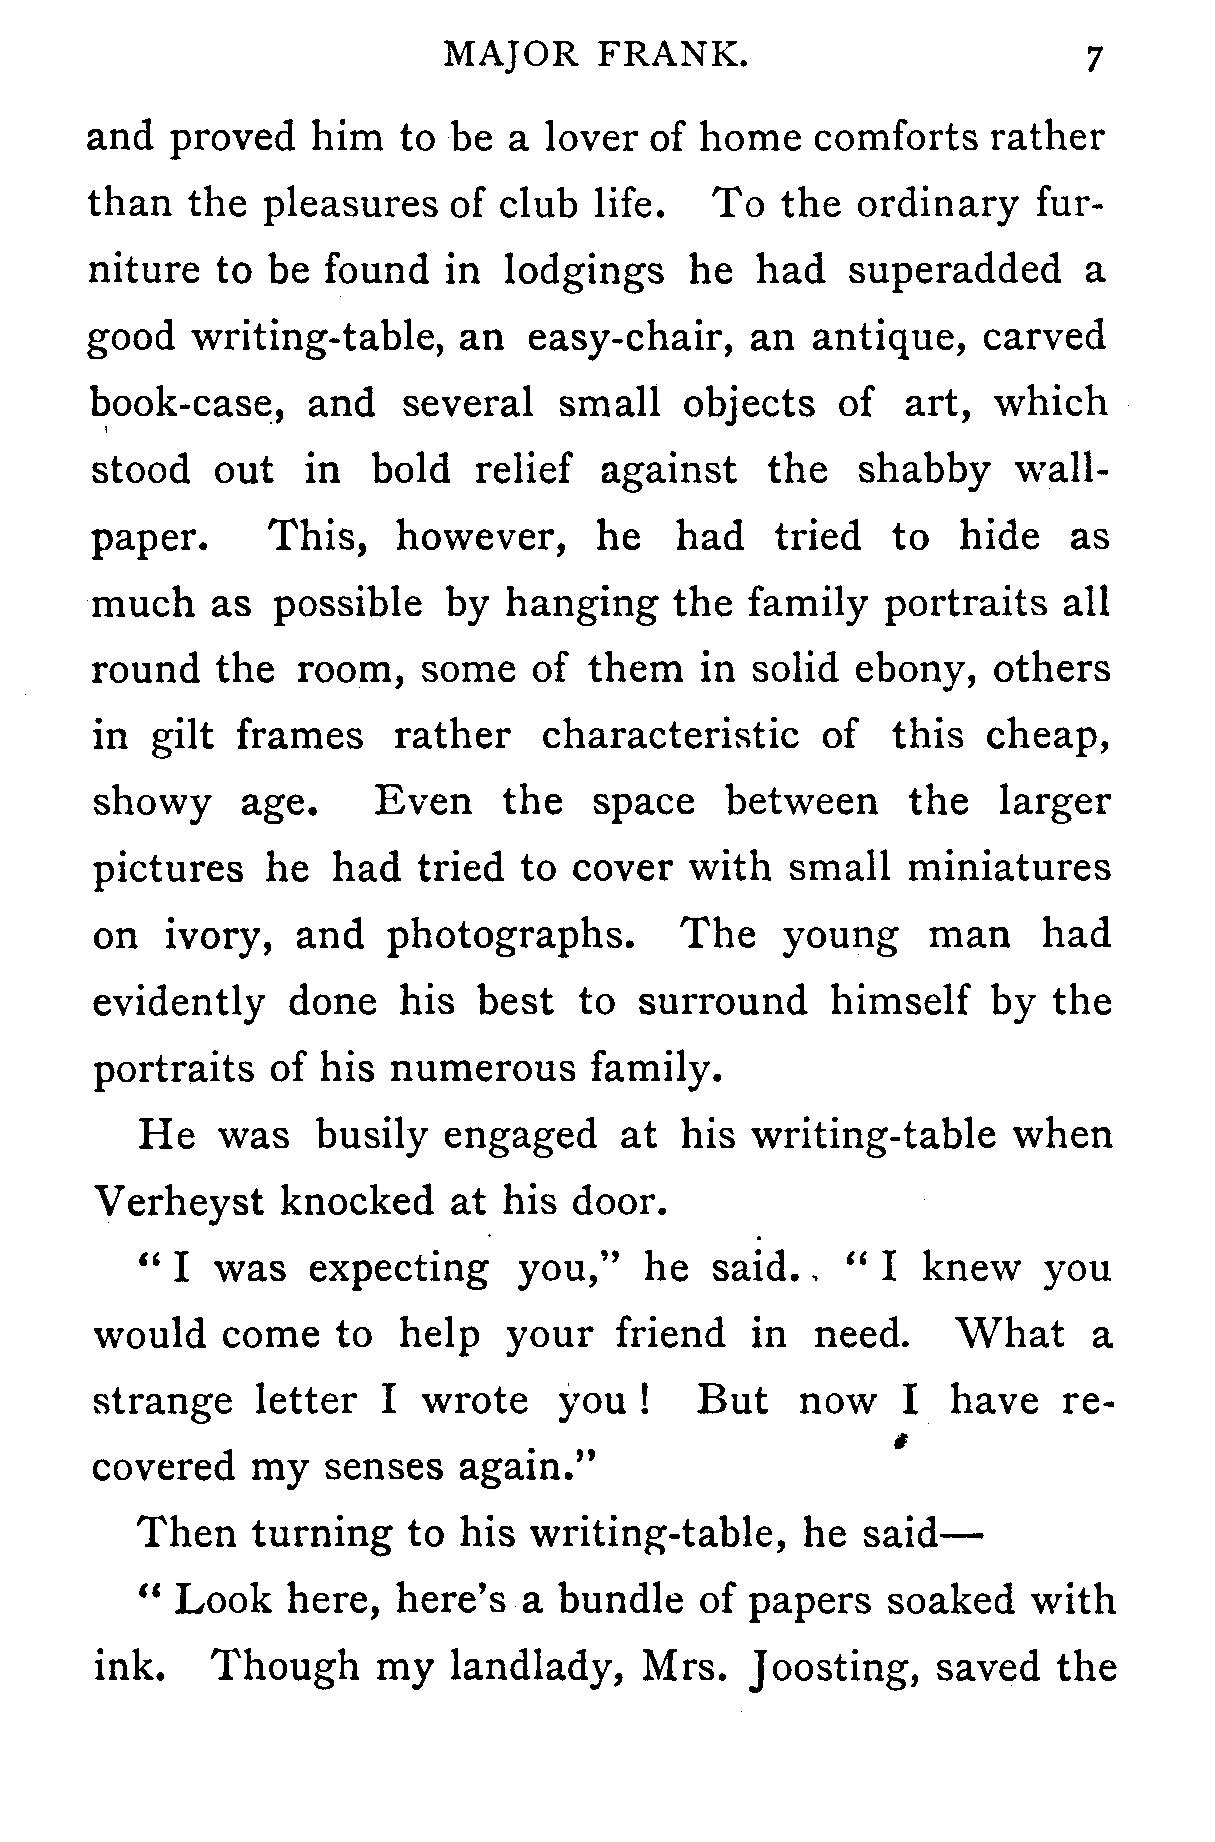 MAJOR FRANK. 7
and proved him to be a lover of home comforts rather
than the pleasures of club life. To the ordinary fur-
niture to be found in lodgings he had superadded a
good writing-table, an easy-chair, an antique, carved
book-case, and several small objects of art, which
stood out in bold relief against the shabby wall-
paper. This, however, he had tried to hide as
much as possible by hanging the family portraits all
round the room, some of them in solid ebony, others
in gilt frames rather characteristic of this cheap,
showy age. Even the space between the larger
pictures he had tried to cover with small miniatures
on ivory, and photographs. The young man had
evidently done his best to surround himself by the
portraits of his numerous family.
He was busily engaged at his writing-table when
Verheyst knocked at his door.
“ I was expecting you,” he said. “ I knew you
would come to help your friend in need. What a
strange letter I wrote you ! But now I have re-
covered my senses again.”
Then turning to his writing-table, he said—
“ Look here, here’s a bundle of papers soaked with
ink. Though my landlady, Mrs. Joosting, saved the